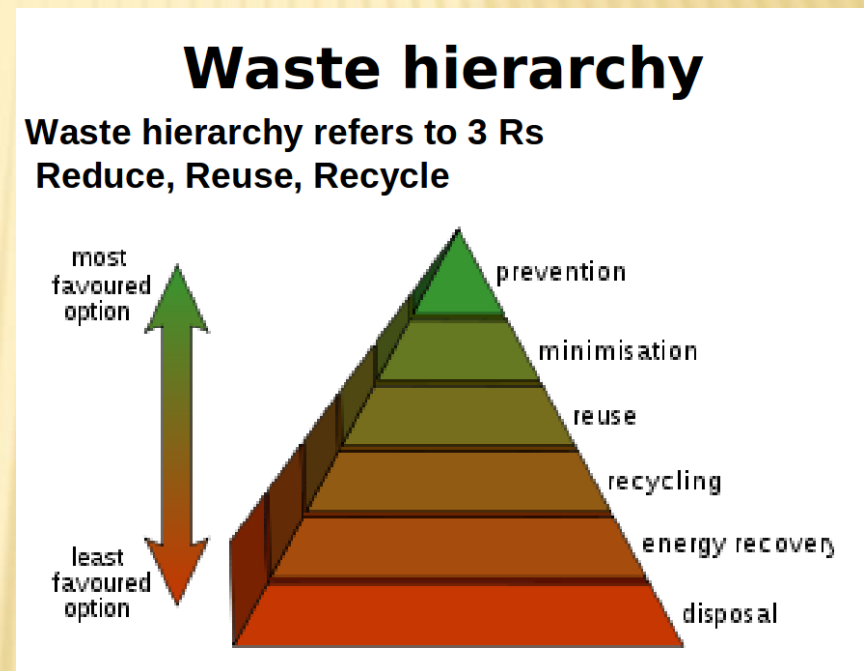 Waste hierarchy
Waste hierarchy refers to 3 Rs
Reduce, Reuse, Recycle
most
favoured
option
prevention
minimisation
reuse
recycling
energy recovery
least
favoured
option
disposal